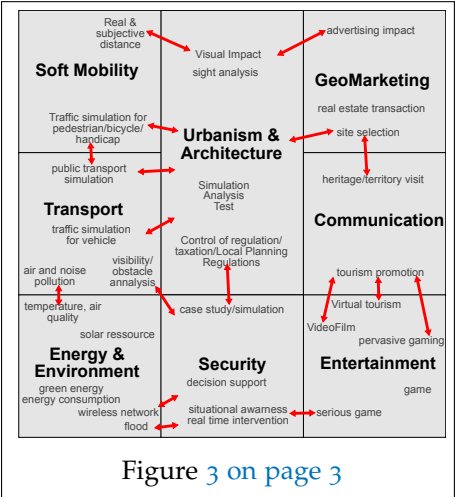 Real &
subjective
distance
Soft Mobility
Traffic simulation for
pedestrian/bicycle/
handicap
Visual Impact
sight analysis
Urbanism &
Architecture
Simulation
Analysis
Test
Control of regulation/
taxation/Local Planning
Regulations
advertising impact
GeoMarketing
real estate transaction
site selection
public transport
simulation
Transport
traffic simulation
for vehicle
visibility/
obstacle
annalysis
air and noise
pollution
heritage/territory visit
Communication
tourism promotion
temperature, air
quality
solar ressource
Energy &
Environment
green energy
energy consumption
wireless network
flood
case study/simulation
Security
decision support
situational awarness
real time intervention
Virtual tourism
VideoFilm
pervasive gaming
Entertainment
game
serious game
Figure 3 on page 3